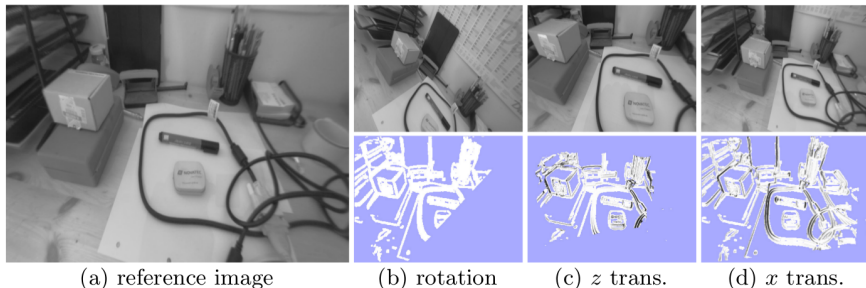 (a) reference image (b) rotation (c) z trans. (d) x trans.